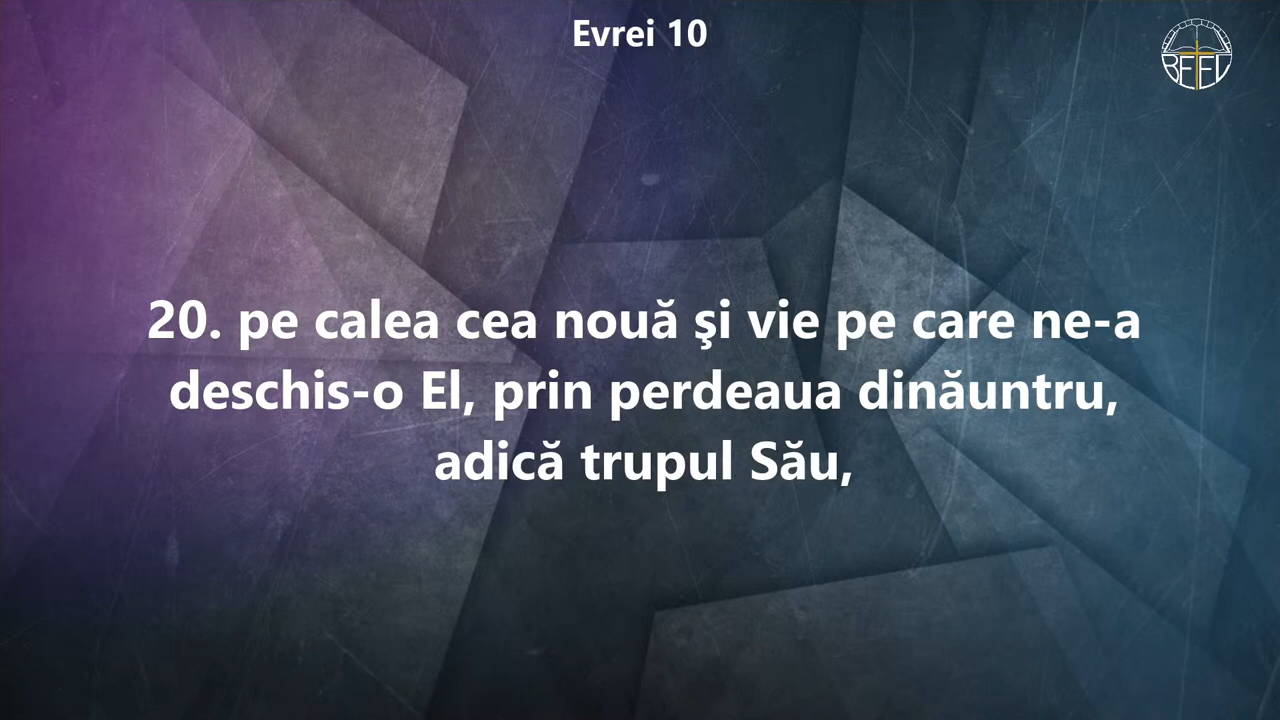 Evrei 10
BETEL
20. pe calea cea nouă şi vie pe care ne-a
deschis-o El, prin perdeaua dinăuntru,
adică trupul Său,